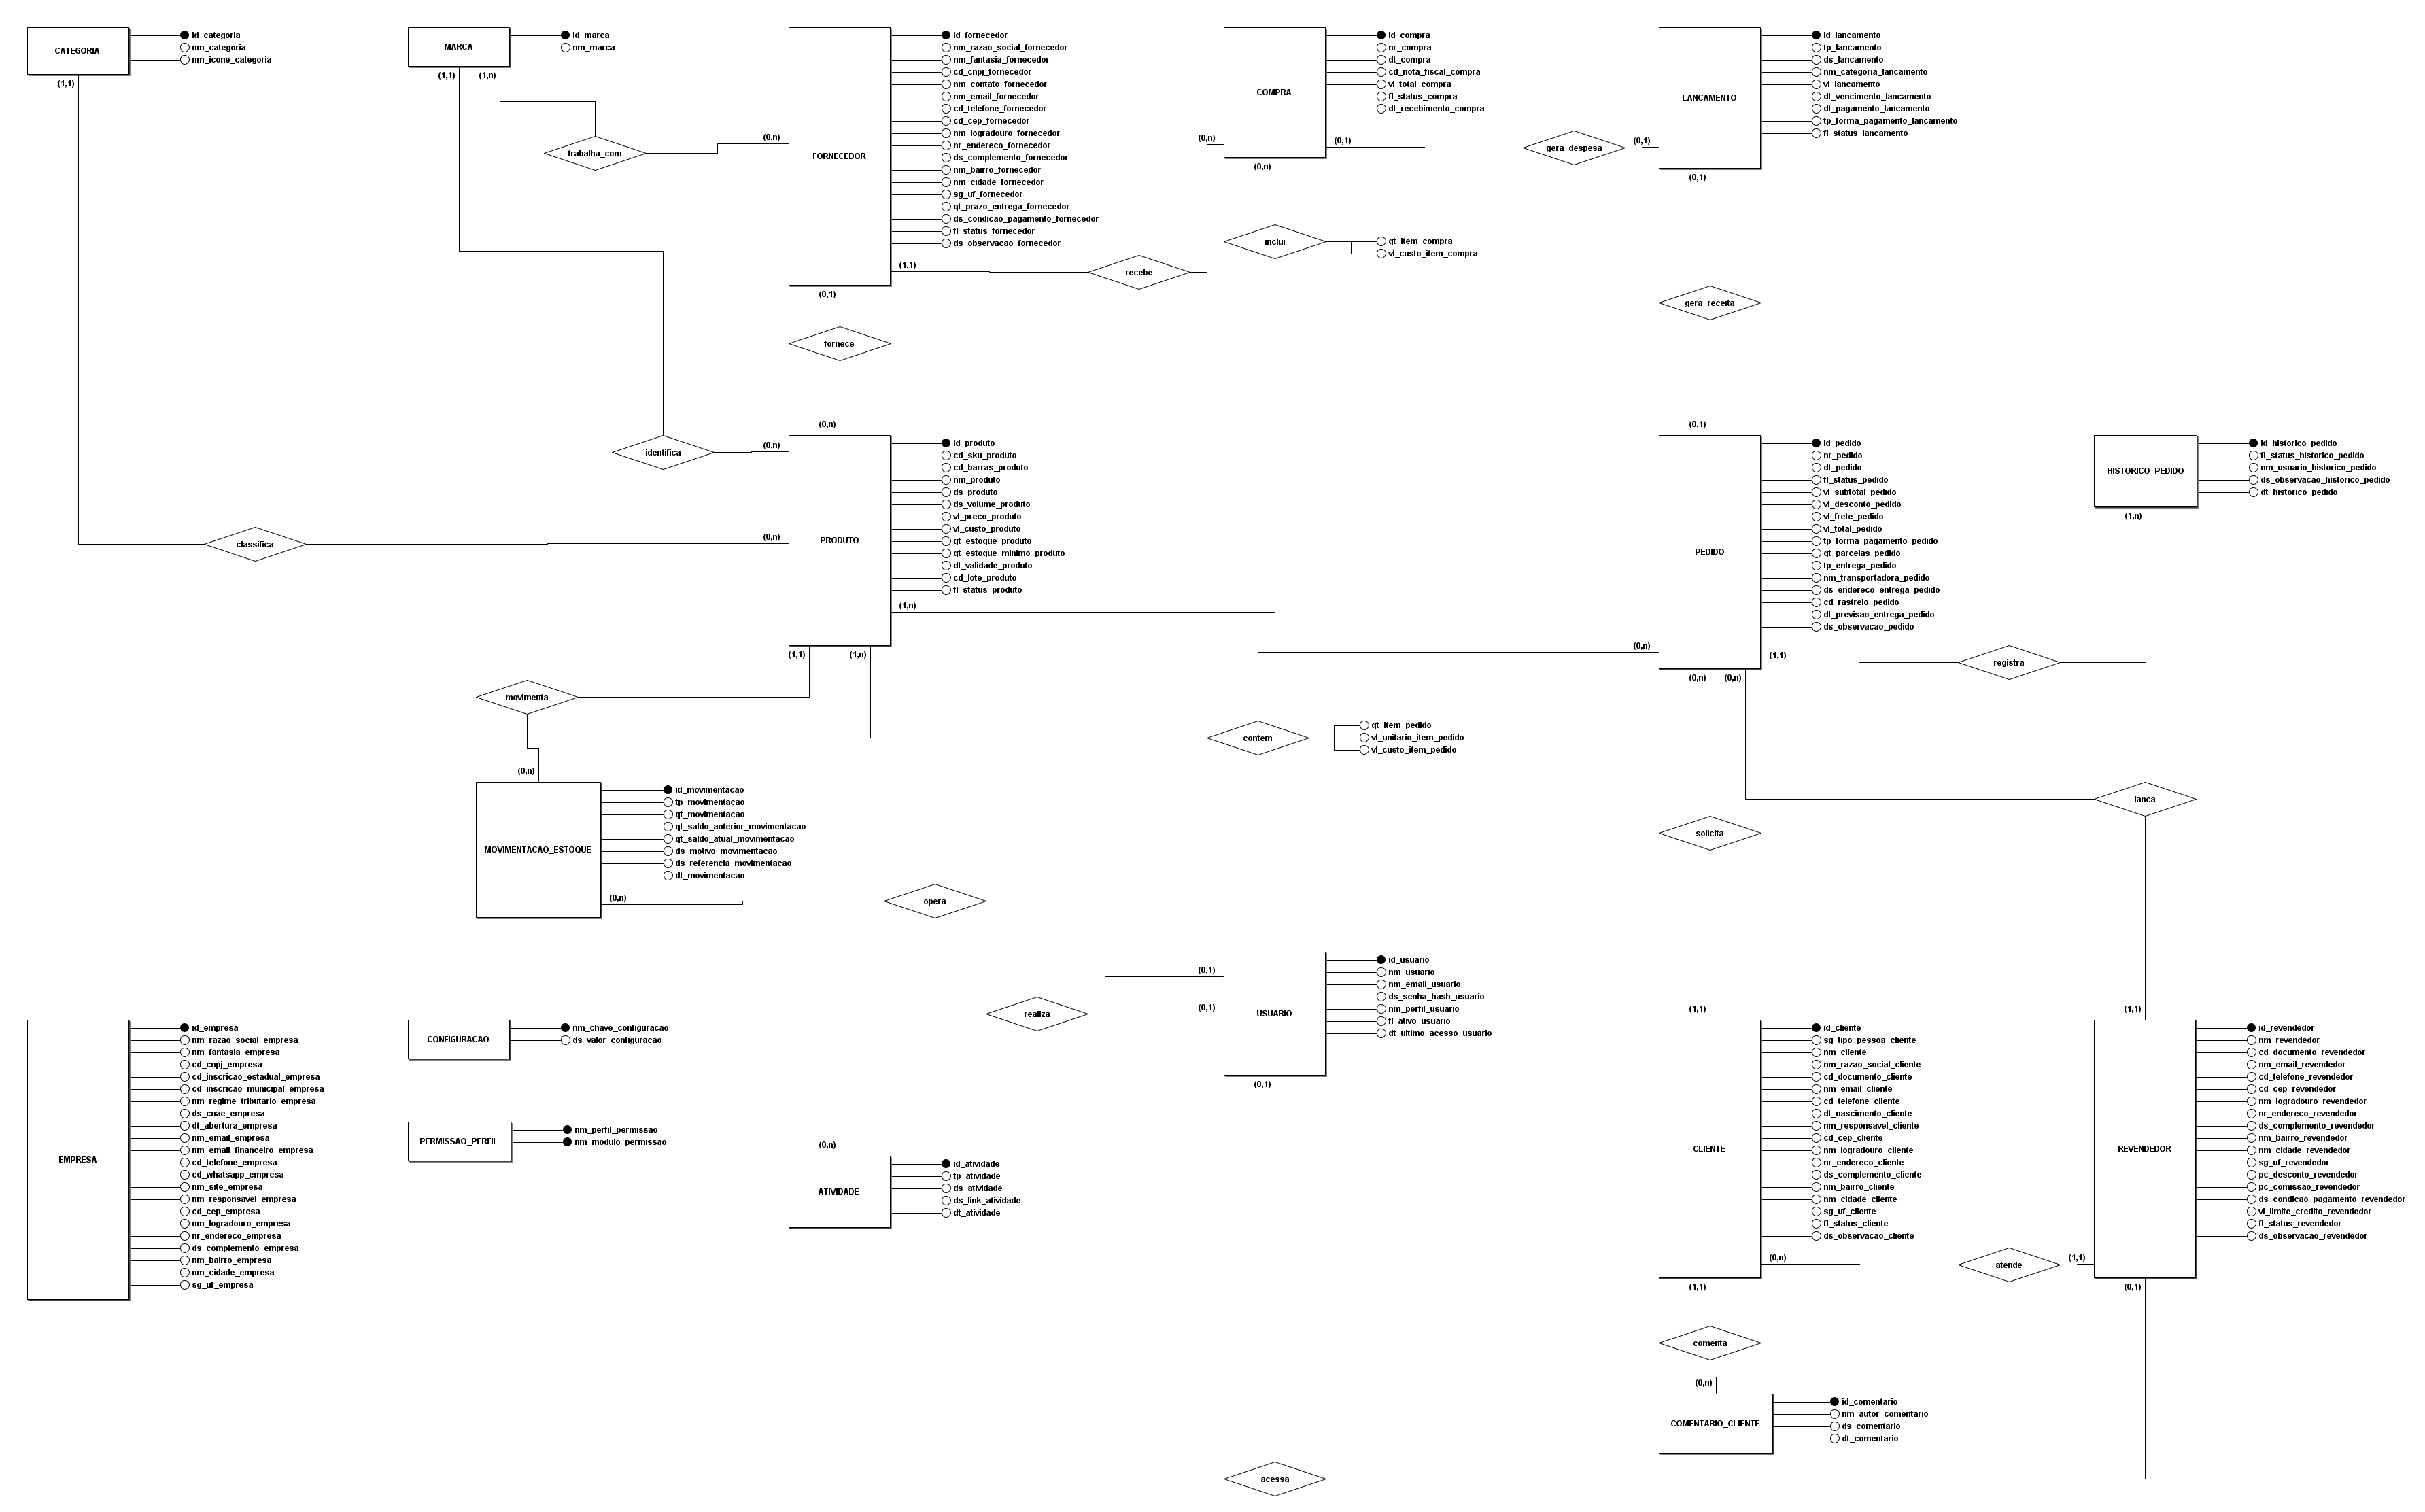 CATEGORIA
id_categoria
nm_categoria
nm_icone_categoria
(1,1)
MARCA
id_marca
nm_marca
(1,1)
(1,n)
trabalha_com
(0,n)
FORNECEDOR
id_fornecedor
nm_razao_social_fornecedor
nm_fantasia_fornecedor
cd_cnpj_fornecedor
nm_contato_fornecedor
nm_email_fornecedor
cd_telefone_fornecedor
cd_cep_fornecedor
nm_logradouro_fornecedor
nr_endereco_fornecedor
ds_complemento_fornecedor
nm_bairro_fornecedor
nm_cidade_fornecedor
sg_uf_fornecedor
qt_prazo_entrega_fornecedor
ds_condicao_pagamento_fornecedor
fl_status_fornecedor
ds_observacao_fornecedor
(1,1)
recebe
(0,n)
(0,1)
fornece
(0,n)
COMPRA
id_compra
nr_compra
dt_compra
cd_nota_fiscal_compra
vl_total_compra
fl_status_compra
dt_recebimento_compra
(0,1)
gera_despesa
(0,1)
(0,n)
inclui
qt_item_compra
vl_custo_item_compra
LANCAMENTO
id_lancamento
tp_lancamento
ds_lancamento
nm_categoria_lancamento
vl_lancamento
dt_vencimento_lancamento
dt_pagamento_lancamento
tp_forma_pagamento_lancamento
fl_status_lancamento
(0,1)
gera_receita
(0,1)
identifica
(0,n)
classifica
(0,n)
PRODUTO
id_produto
cd_sku_produto
cd_barras_produto
nm_produto
ds_produto
ds_volume_produto
vl_preco_produto
vl_custo_produto
qt_estoque_produto
qt_estoque_minimo_produto
dt_validade_produto
cd_lote_produto
fl_status_produto
(1,n)
(1,1)
(1,n)
PEDIDO
id_pedido
nr_pedido
dt_pedido
fl_status_pedido
vl_subtotal_pedido
vl_desconto_pedido
vl_frete_pedido
vl_total_pedido
tp_forma_pagamento_pedido
qt_parcelas_pedido
tp_entrega_pedido
nm_transportadora_pedido
ds_endereco_entrega_pedido
cd_rastreio_pedido
dt_previsao_entrega_pedido
ds_observacao_pedido
(0,n)
(1,1)
registra
(0,n)
(0,n)
HISTORICO_PEDIDO
id_historico_pedido
fl_status_historico_pedido
nm_usuario_historico_pedido
ds_observacao_historico_pedido
dt_historico_pedido
(1,n)
movimenta
contem
qt_item_pedido
vl_unitario_item_pedido
vl_custo_item_pedido
(0,n)
MOVIMENTACAO_ESTOQUE
id_movimentacao
tp_movimentacao
qt_movimentacao
qt_saldo_anterior_movimentacao
qt_saldo_atual_movimentacao
ds_motivo_movimentacao
ds_referencia_movimentacao
dt_movimentacao
(0,n)
opera
(0,1)
solicita
lanca
realiza
(0,1)
USUARIO
id_usuario
nm_usuario
nm_email_usuario
ds_senha_hash_usuario
nm_perfil_usuario
fl_ativo_usuario
dt_ultimo_acesso_usuario
(0,1)
(1,1)
(1,1)
EMPRESA
id_empresa
nm_razao_social_empresa
nm_fantasia_empresa
cd_cnpj_empresa
cd_inscricao_estadual_empresa
cd_inscricao_municipal_empresa
nm_regime_tributario_empresa
ds_cnae_empresa
dt_abertura_empresa
nm_email_empresa
nm_email_financeiro_empresa
cd_telefone_empresa
cd_whatsapp_empresa
nm_site_empresa
nm_responsavel_empresa
cd_cep_empresa
nm_logradouro_empresa
nr_endereco_empresa
ds_complemento_empresa
nm_bairro_empresa
nm_cidade_empresa
sg_uf_empresa
CONFIGURACAO
nm_chave_configuracao
ds_valor_configuracao
PERMISSAO_PERFIL
nm_perfil_permissao
nm_modulo_permissao
(0,n)
ATIVIDADE
id_atividade
tp_atividade
ds_atividade
ds_link_atividade
dt_atividade
CLIENTE
id_cliente
sg_tipo_pessoa_cliente
nm_cliente
nm_razao_social_cliente
cd_documento_cliente
nm_email_cliente
cd_telefone_cliente
dt_nascimento_cliente
nm_responsavel_cliente
cd_cep_cliente
nm_logradouro_cliente
nr_endereco_cliente
ds_complemento_cliente
nm_bairro_cliente
nm_cidade_cliente
sg_uf_cliente
fl_status_cliente
ds_observacao_cliente
(0,n)
atende
(1,1)
REVENDEDOR
id_revendedor
nm_revendedor
cd_documento_revendedor
nm_email_revendedor
cd_telefone_revendedor
cd_cep_revendedor
nm_logradouro_revendedor
nr_endereco_revendedor
ds_complemento_revendedor
nm_bairro_revendedor
nm_cidade_revendedor
sg_uf_revendedor
pc_desconto_revendedor
pc_comissao_revendedor
ds_condicao_pagamento_revendedor
vl_limite_credito_revendedor
fl_status_revendedor
ds_observacao_revendedor
(1,1)
(0,1)
comenta
(0,n)
COMENTARIO_CLIENTE
id_comentario
nm_autor_comentario
ds_comentario
dt_comentario
acessa